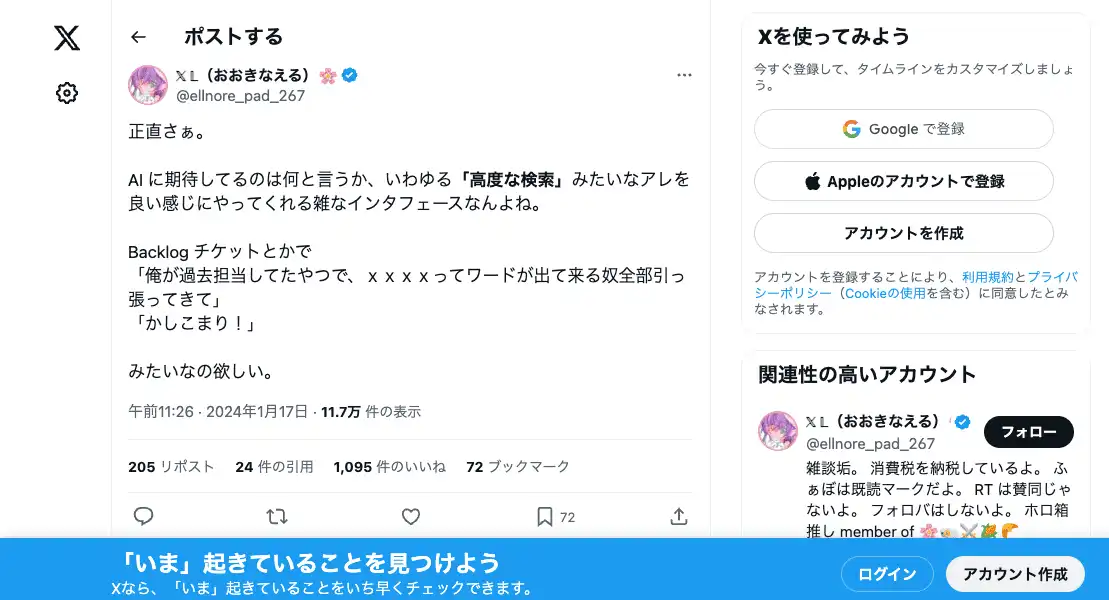 ポストする
𝕏 𝕃（おおきなえる）🌸
@ellnore_pad_267
正直さぁ。
AI に期待してるのは何と言うか、いわゆる「高度な検索」みたいなアレを
良い感じにやってくれる雑なインタフェースなんよね。
Backlog チケットとかで
「俺が過去担当してたやつで、ｘｘｘｘってワードが出て来る奴全部引っ
張ってきて」
「かしこまり！」
みたいなの欲しい。
午前11:26 · 2024年1月17日 · 11.7万 件の表示
205 リポスト 24 件の引用 1,095 件のいいね 72 ブックマーク
72
Xを使ってみよう
今すぐ登録して、タイムラインをカスタマイズしましょ
う。
Google で登録
Appleのアカウントで登録
アカウントを作成
アカウントを登録することにより、利用規約とプライバ
シーポリシー（Cookieの使用を含む）に同意したとみ
なされます。
関連性の高いアカウント
𝕏 𝕃（おおきなえる）
@ellnore_pad_267
フォロー
雑談垢。 消費税を納税しているよ。 ふ
ぁぼは既読マークだよ。 RT は賛同じゃ
ないよ。 フォロバはしないよ。 ホロ箱
推し member of
「いま」起きていることを見つけよう
Xなら、「いま」起きていることをいち早くチェックできます。
ログイン
アカウント作成